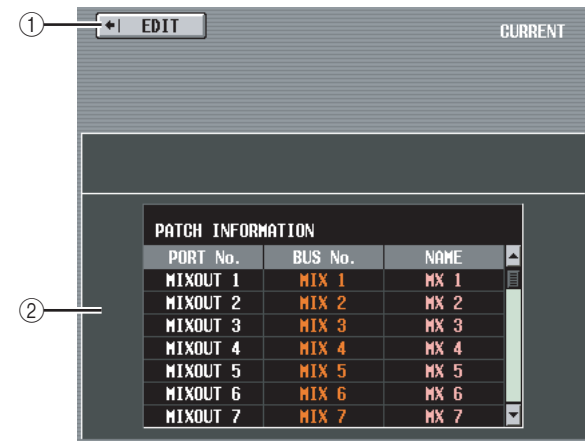 ① EDIT
CURRENT
②
PATCH INFORMATION
PORT No. BUS No. NAME
MIXOUT 1 MIX 1 MX 1
MIXOUT 2 MIX 2 MX 2
MIXOUT 3 MIX 3 MX 3
MIXOUT 4 MIX 4 MX 4
MIXOUT 5 MIX 5 MX 5
MIXOUT 6 MIX 6 MX 6
MIXOUT 7 MIX 7 MX 7